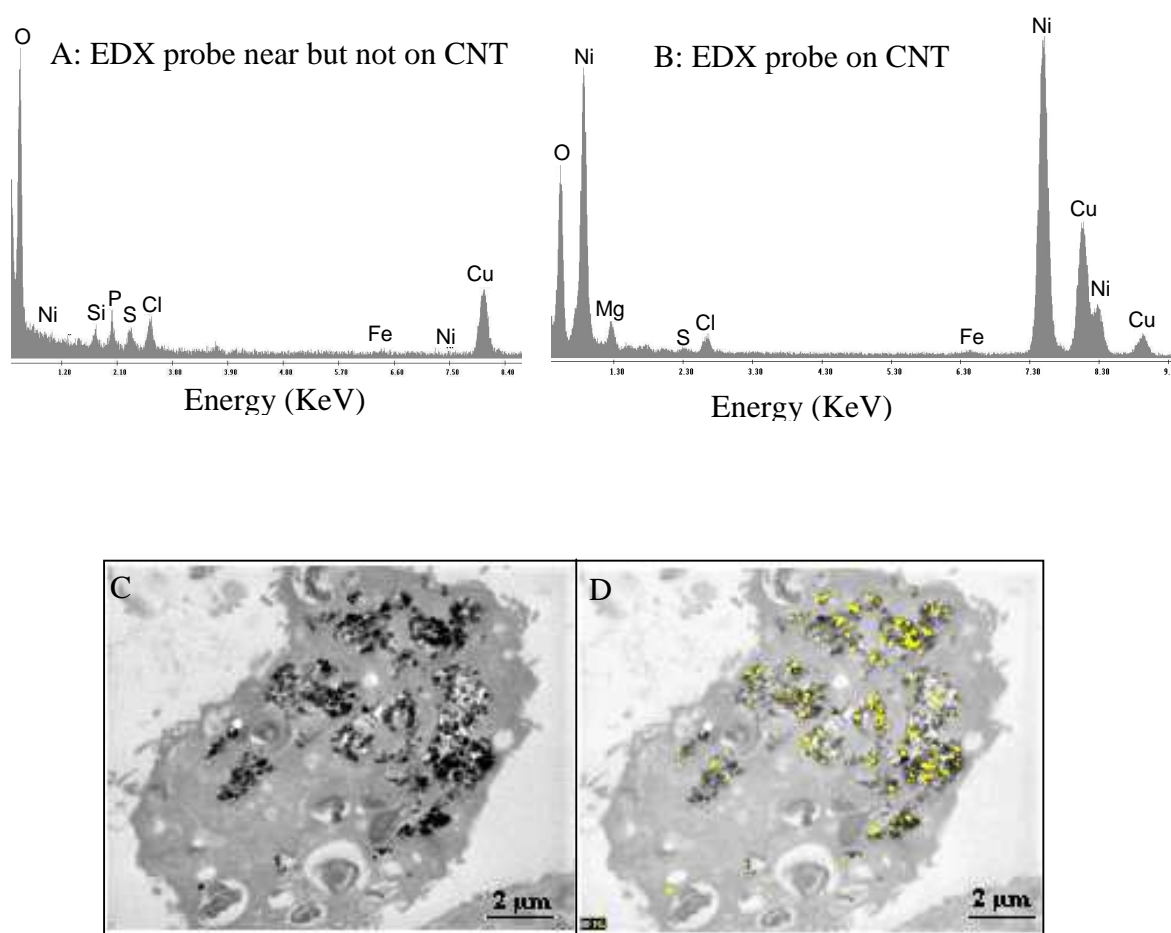 A: EDX probe near but not on CNT
O
Ni
Si
P
S
Cl
Fe
Ni
Cu
1.20 2.10 3.00 3.90 4.80 5.70 6.60 7.50 8.40
Energy (KeV)
B: EDX probe on CNT
O
Ni
Mg
S
Cl
Fe
Ni
Cu
Ni
Cu
1.30 2.30 3.30 4.30 5.30 6.30 7.30 8.30 9.
Energy (KeV)
C
2 μm
D
2 μm